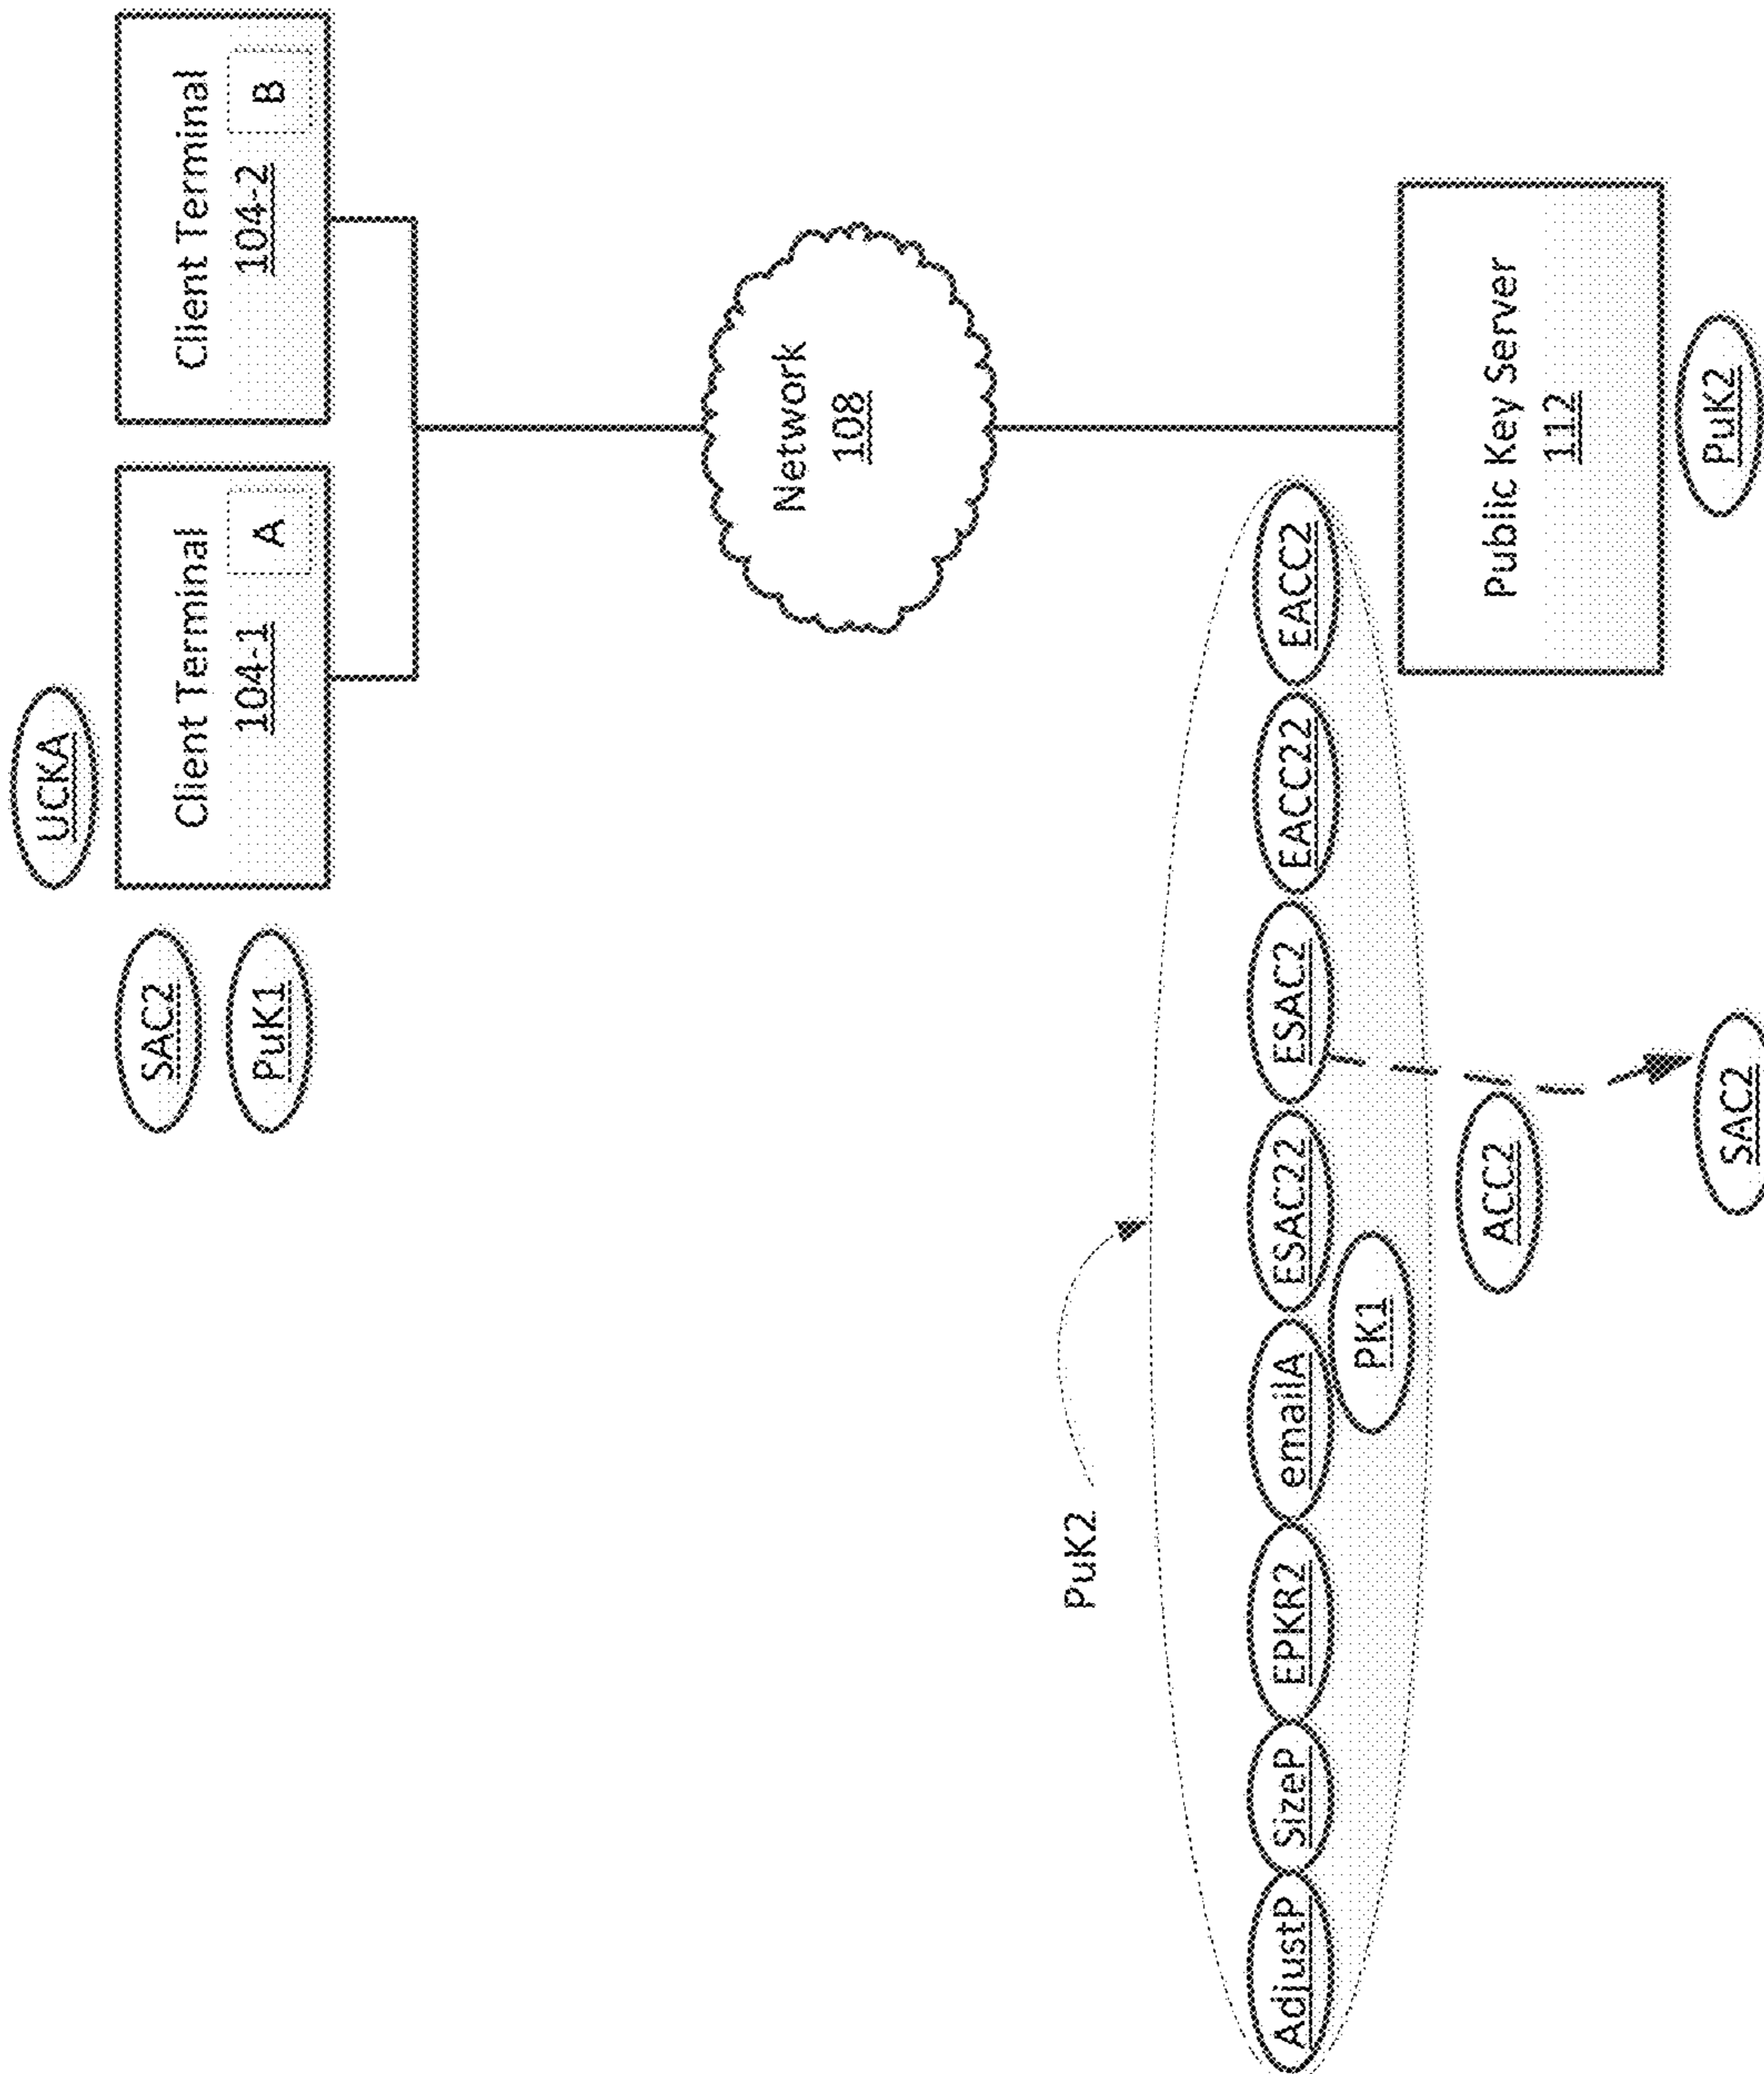 UCKA
SAC2
PuK1
Client Terminal
104-1
A
Client Terminal
104-2
B
Network
108
PuK2
AdjustP
SizeP
EPKR2
emailA
ESAC22
ESAC2
EACC22
EACC2
PK1
ACC2
SAC2
Public Key Server
112
PuK2